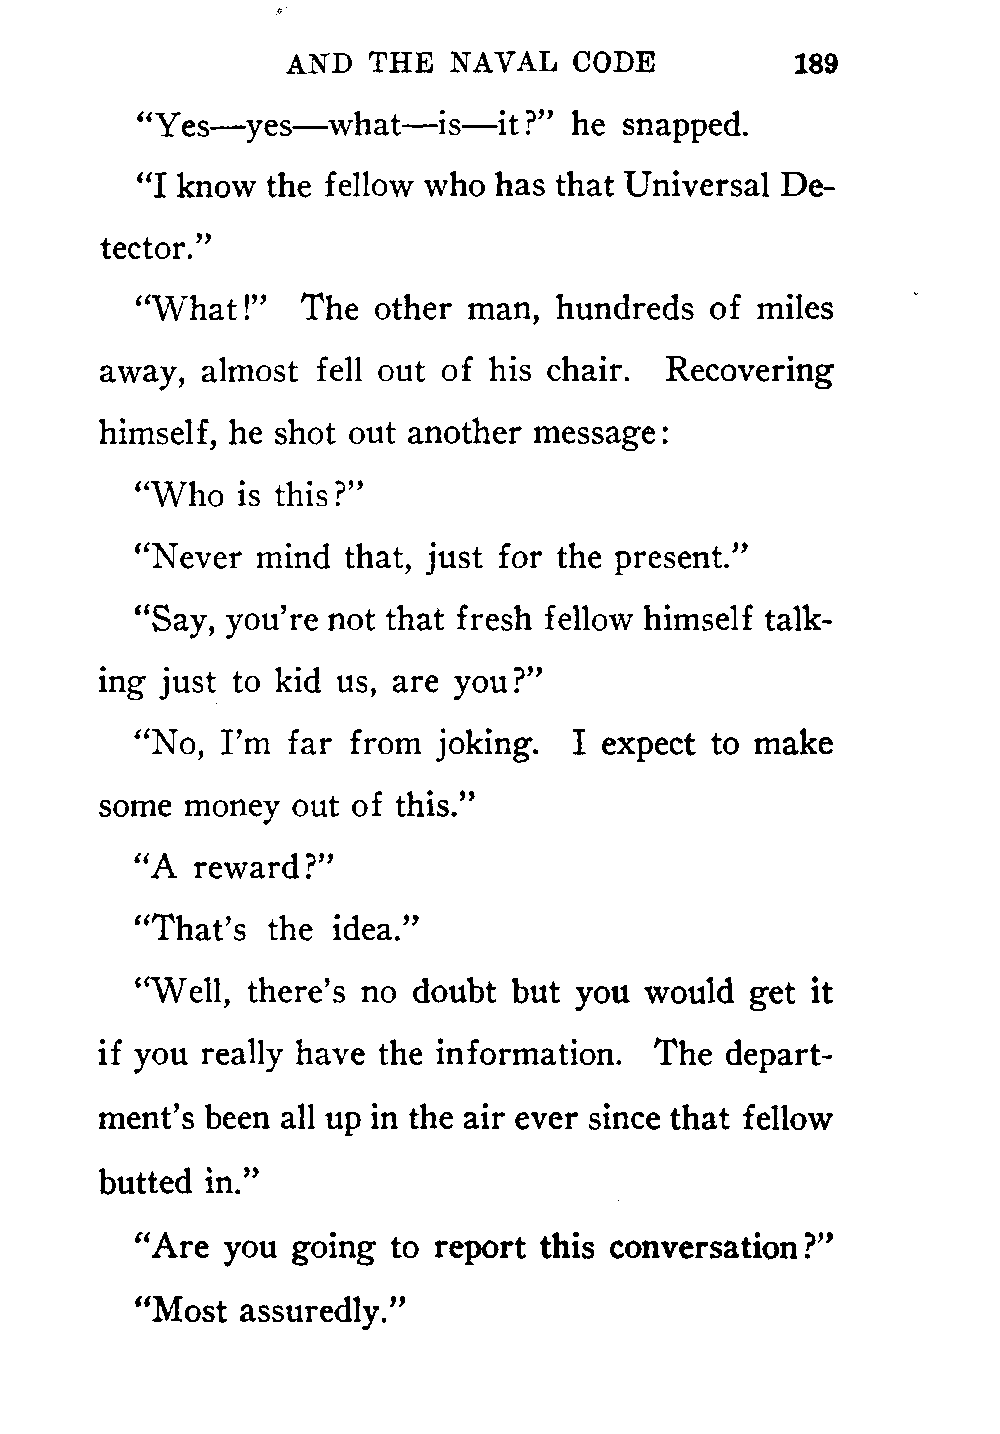 AND THE NAVAL CODE 189
“Yes—yes—what—is—it?” he snapped.
“I know the fellow who has that Universal De-
tector.”
“What!” The other man, hundreds of miles
away, almost fell out of his chair. Recovering
himself, he shot out another message:
“Who is this?”
“Never mind that, just for the present.”
“Say, you’re not that fresh fellow himself talk-
ing just to kid us, are you?”
“No, I’m far from joking. I expect to make
some money out of this.”
“A reward?”
“That’s the idea.”
“Well, there’s no doubt but you would get it
if you really have the information. The depart-
ment’s been all up in the air ever since that fellow
butted in.”
“Are you going to report this conversation?”
“Most assuredly.”